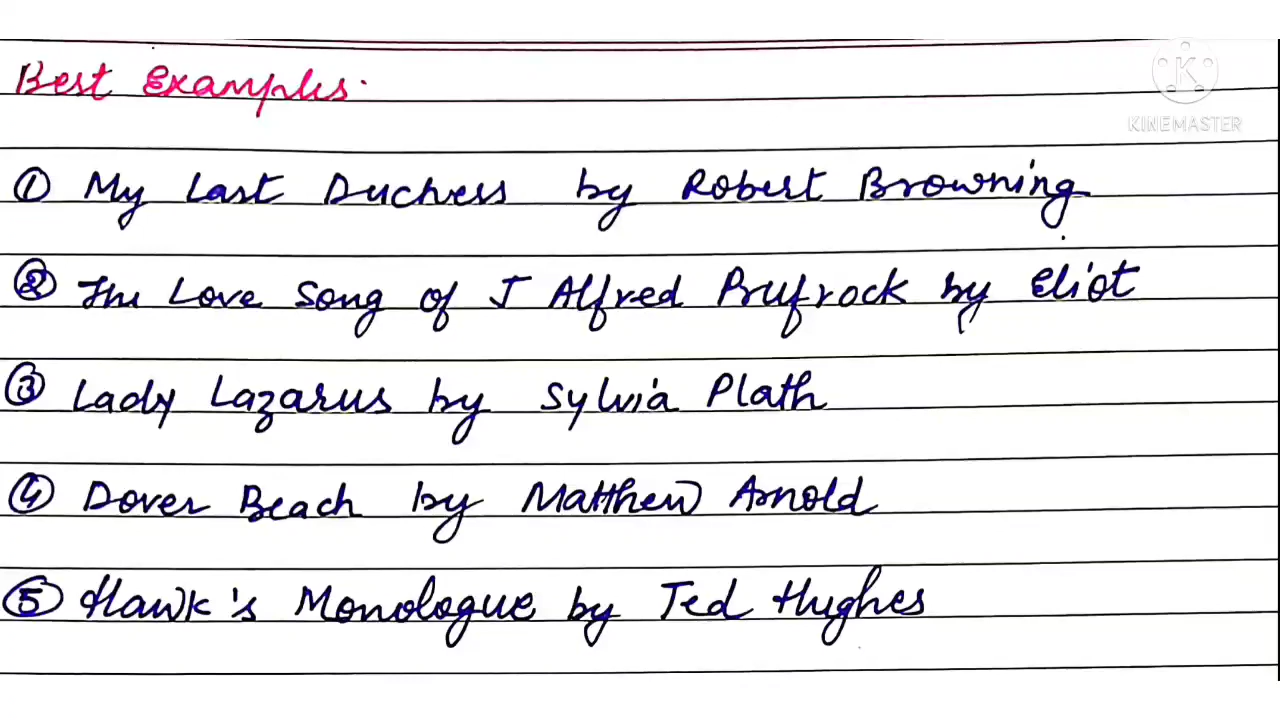 Best Examples.
KINEMASTER
① My Last Duchess by Robert Browning
② The Love Song of J Alfred Prufrock by Eliot
③ Lady Lazarus by Sylvia Plath
④ Dover Beach by Matthew Arnold
⑤ Hawk's Monologue by Ted Hughes